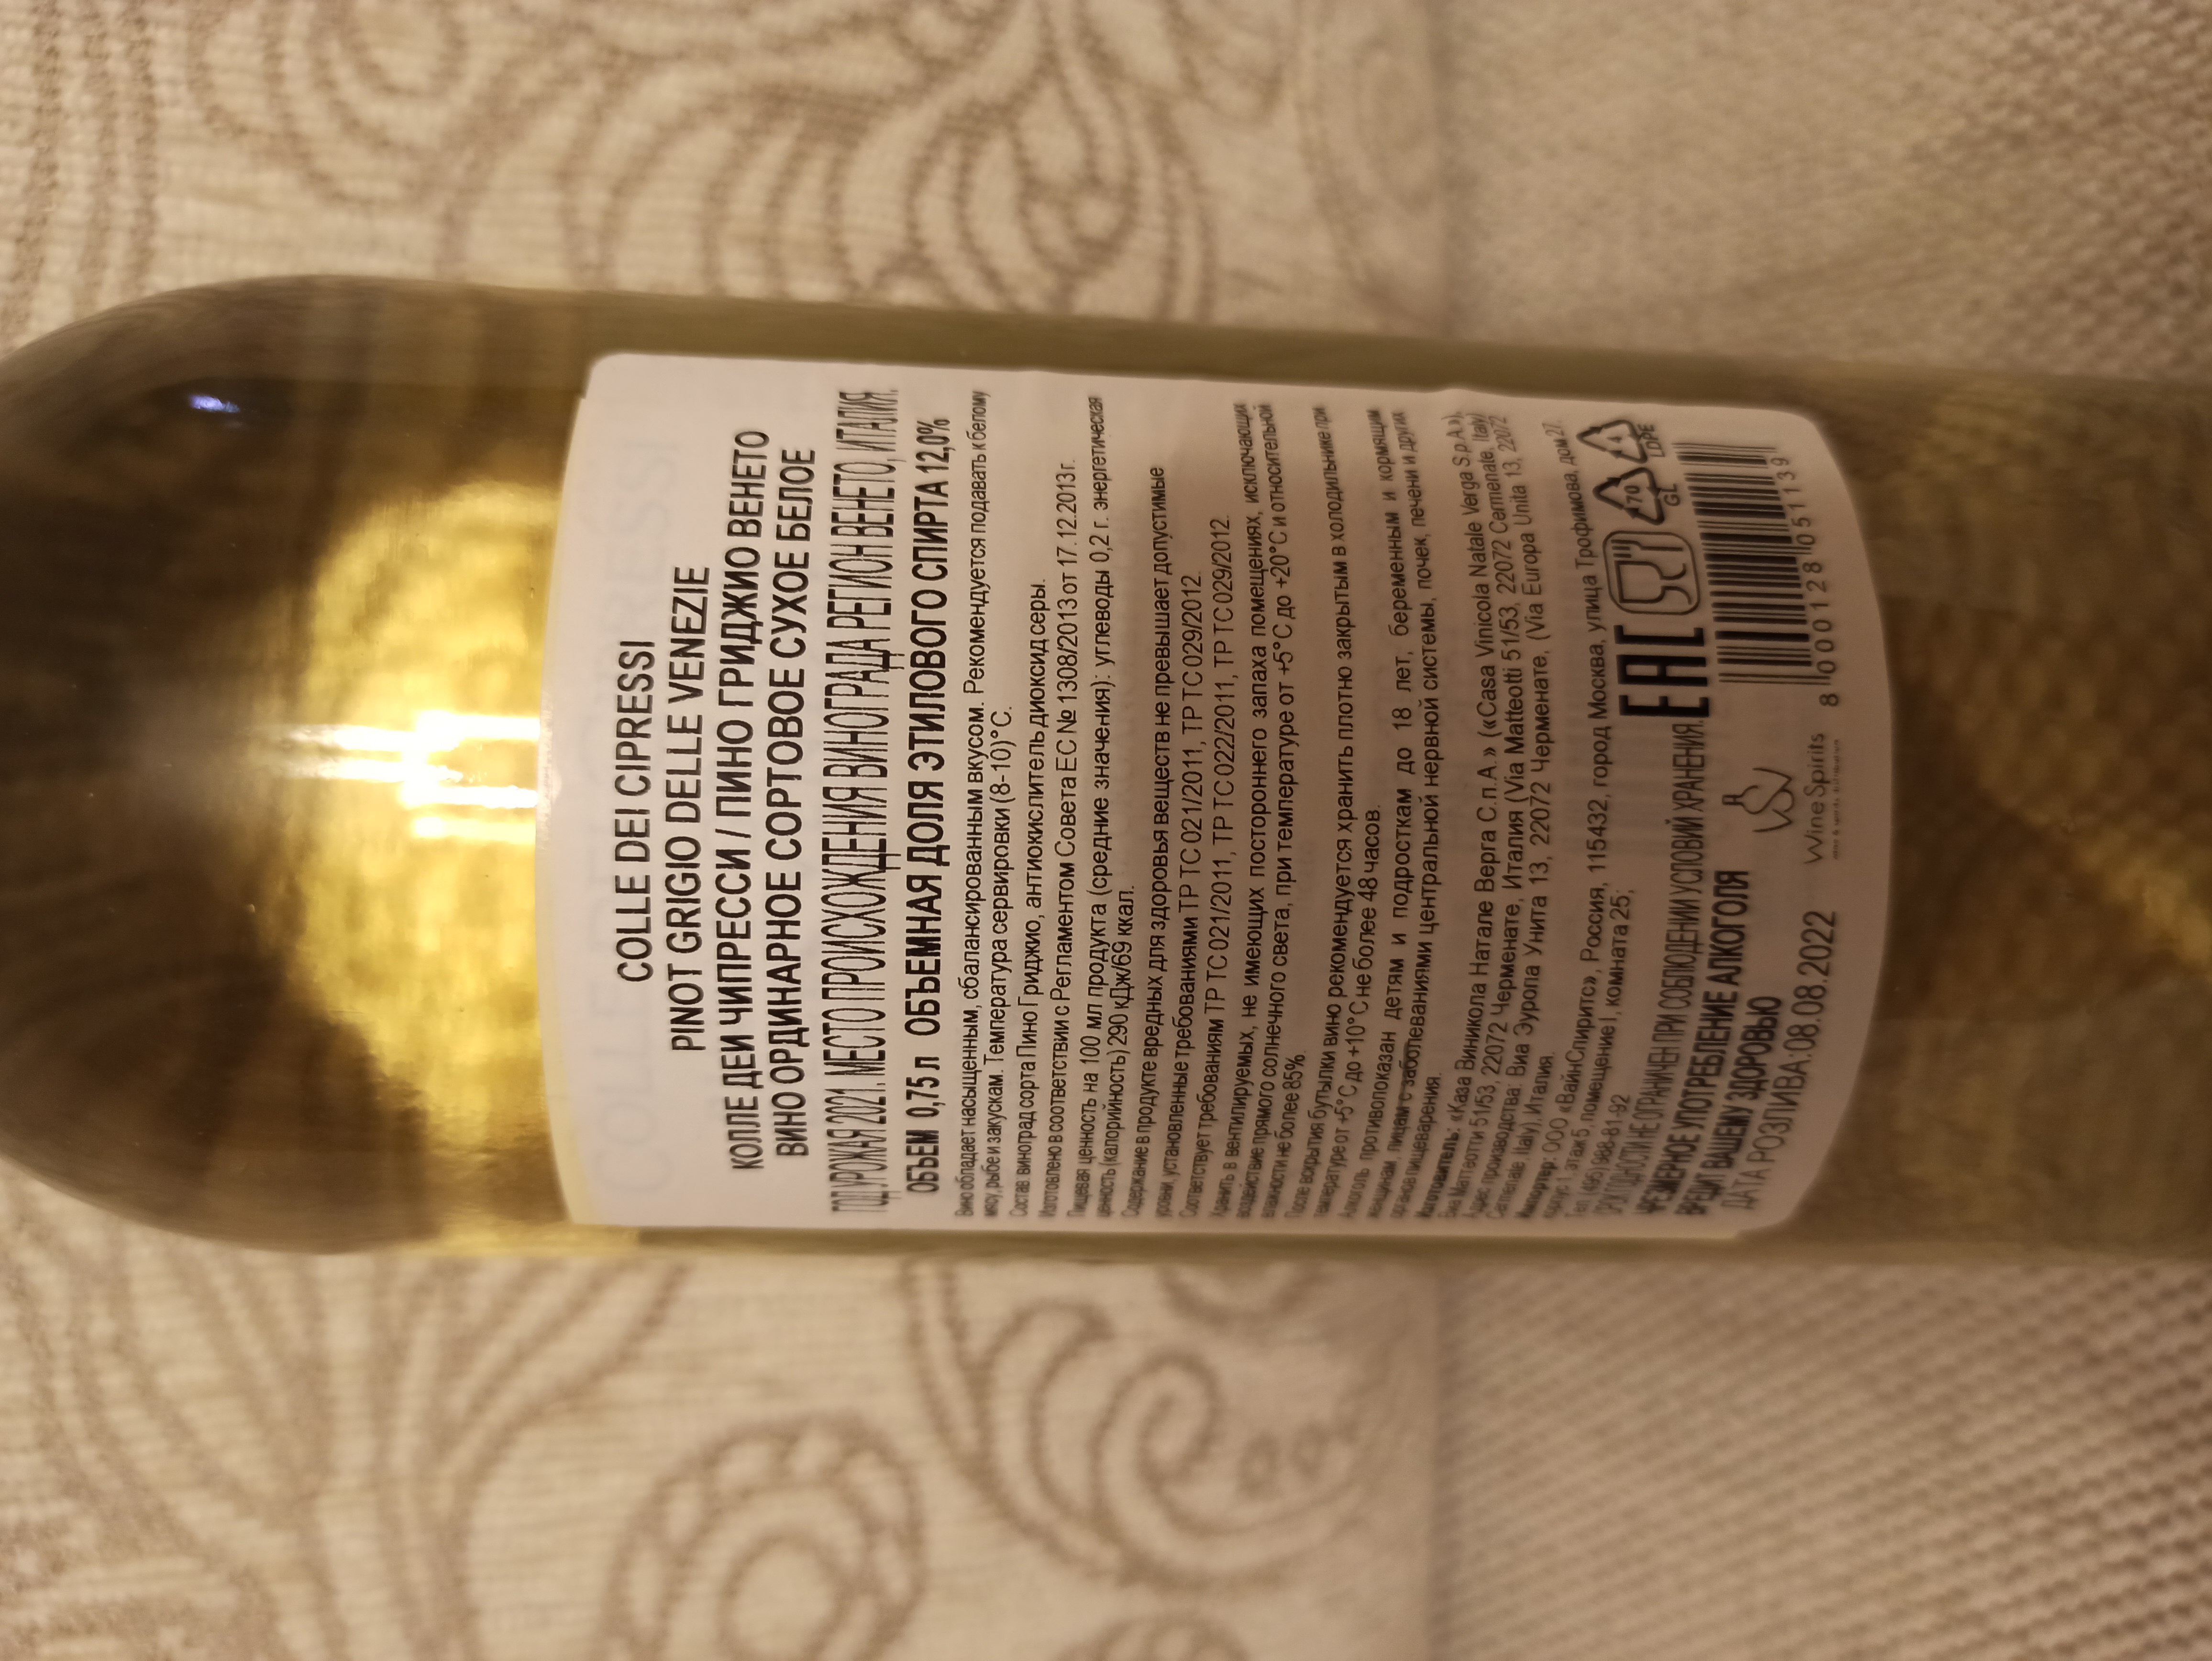 COLLE DEI CIPRESSI
PINOT GRIGIO DELLE VENEZIE
КОЛЛЕ ДЕИ ЧИПРЕССИ / ПИНО ГРИДЖИО ВЕНЕТО
ВИНО ОРДИНАРНОЕ СОРТОВОЕ СУХОЕ БЕЛОЕ
ГОД УРОЖАЯ 2021. МЕСТО ПРОИСХОЖДЕНИЯ ВИНОГРАДА РЕГИОН ВЕНЕТО, ИТАЛИЯ.
ОБЪЕМ 0,75 л ОБЪЕМНАЯ ДОЛЯ ЭТИЛОВОГО СПИРТА 12,0%
Вино обладает насыщенным, сбалансированным вкусом. Рекомендуется подавать к белому
мясу, рыбе и закускам. Температура сервировки (8-10)°С.
Состав: виноград сорта Пино Гриджио, антиокислитель диоксид серы.
Изготовлено в соответствии с Регламентом Совета ЕС № 1308/2013 от 17.12.2013г.
Пищевая ценность на 100 мл продукта (средние значения): углеводы 0,2 г. энергетическая
ценность (калорийность) 290 кДж/69 ккал.
Содержание в продукте вредных для здоровья веществ не превышает допустимые
уровни, установленные требованиями ТР ТС 021/2011, ТР ТС 029/2012.
Соответствует требованиям ТР ТС 021/2011, ТР ТС 022/2011, ТР ТС 029/2012.
Хранить в вентилируемых, не имеющих постороннего запаха помещениях, исключающих
воздействие прямого солнечного света, при температуре от +5°С до +20°С и относительной
влажности не более 85%.
После вскрытия бутылки вино рекомендуется хранить плотно закрытым в холодильнике при
температуре от +5°С до +10°С не более 48 часов.
Алкоголь противопоказан детям и подросткам до 18 лет, беременным и кормящим
женщинам, лицам с заболеваниями центральной нервной системы, почек, печени и других
органов пищеварения.
Изготовитель: «Каза Виникола Натале Верга С.п.А.» («Casa Vinicola Natale Verga S.p.A.»),
Виа Маттеоти 51/53, 22072 Черменате, Италия (Via Matteotti 51/53, 22072 Cermenate, Italy)
Адрес производства: Виа Эуропа Унита 13, 22072 Черменате, (Via Europa Unita 13, 22072
Cermenate, Italy) Италия.
Импортер: ООО «ВайнСпиритс», Россия, 115432, город Москва, улица Трофимова, дом 27,
корпус 1, этаж 5, помещение I, комната 25;
Тел (495) 988-81-92
СРОК ГОДНОСТИ НЕ ОГРАНИЧЕН ПРИ СОБЛЮДЕНИИ УСЛОВИЙ ХРАНЕНИЯ.
ЧРЕЗМЕРНОЕ УПОТРЕБЛЕНИЕ АЛКОГОЛЯ
ВРЕДИТ ВАШЕМУ ЗДОРОВЬЮ
ДАТА РОЗЛИВА: 08.08.2022
WineSpirits
EAC
70
GL
4
LDPE
8 000128 051139